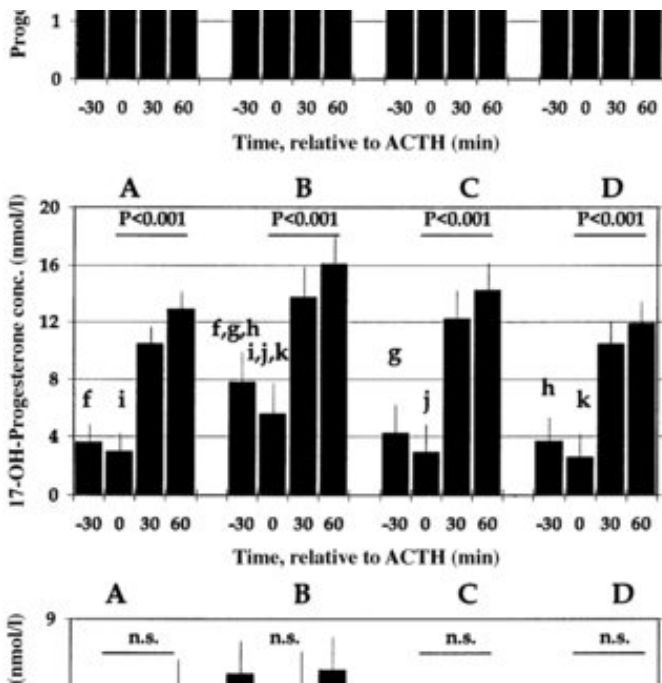 Proge
1
0
-30 0 30 60 -30 0 30 60 -30 0 30 60 -30 0 30 60
Time, relative to ACTH (min)
A B C D
17-OH-Progesterone conc. (nmol/l)
20
P<0.001 P<0.001 P<0.001 P<0.001
16
12
f,g,h
i,j,k
g
8
f i j h k
4
0
-30 0 30 60 -30 0 30 60 -30 0 30 60 -30 0 30 60
Time, relative to ACTH (min)
A B C D
(nmol/l)
9
n.s. n.s. n.s. n.s.